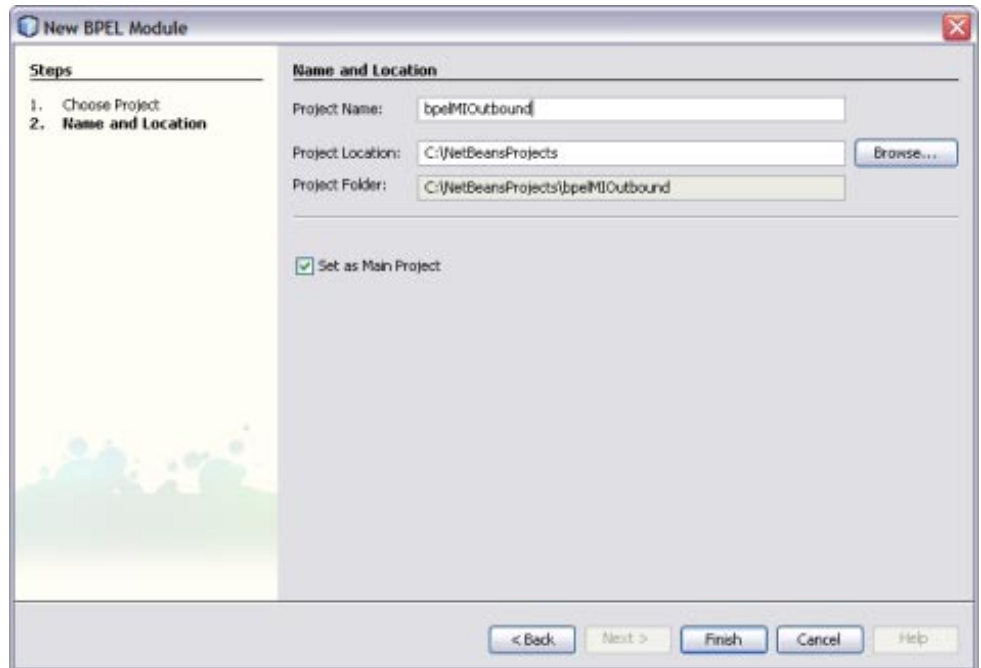 New BPEL Module
Steps
1. Choose Project
2. Name and Location
Name and Location
Project Name: bpelMIOutbound
Project Location: C:\NetBeansProjects Browse...
Project Folder: C:\NetBeansProjects\bpelMIOutbound
Set as Main Project
< Back Next > Finish Cancel Help